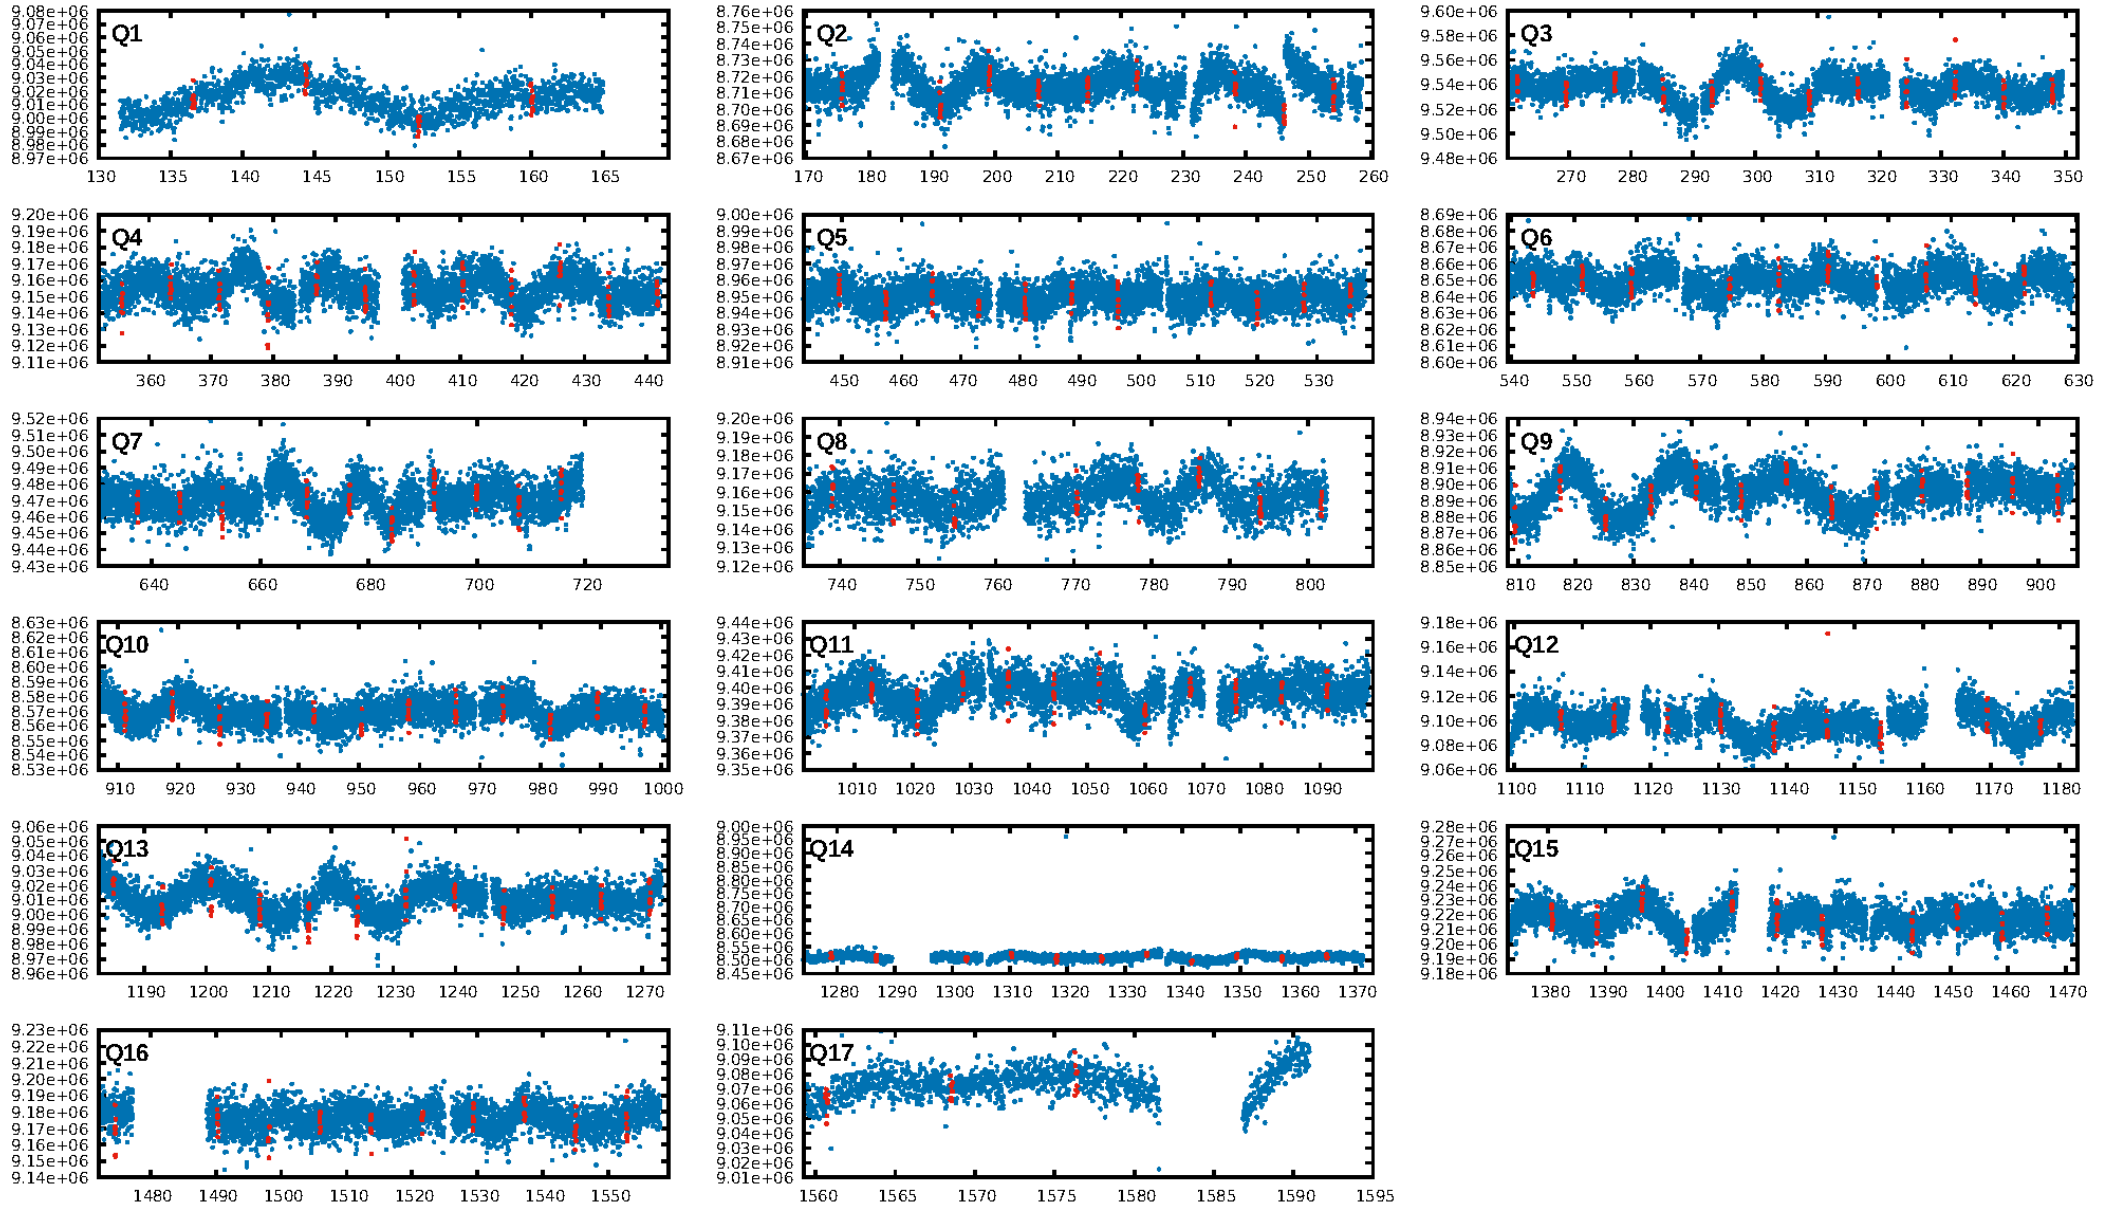 9.08e+06
9.07e+06
9.06e+06
9.05e+06
9.04e+06
9.03e+06
9.02e+06
9.01e+06
9.00e+06
8.99e+06
8.98e+06
8.97e+06
Q1
130 135 140 145 150 155 160 165
8.76e+06
8.75e+06
8.74e+06
8.73e+06
8.72e+06
8.71e+06
8.70e+06
8.69e+06
8.68e+06
8.67e+06
Q2
170 180 190 200 210 220 230 240 250 260
9.60e+06
9.58e+06
9.56e+06
9.54e+06
9.52e+06
9.50e+06
9.48e+06
Q3
270 280 290 300 310 320 330 340 350
9.20e+06
9.19e+06
9.18e+06
9.17e+06
9.16e+06
9.15e+06
9.14e+06
9.13e+06
9.12e+06
9.11e+06
Q4
360 370 380 390 400 410 420 430 440
9.00e+06
8.99e+06
8.98e+06
8.97e+06
8.96e+06
8.95e+06
8.94e+06
8.93e+06
8.92e+06
8.91e+06
Q5
450 460 470 480 490 500 510 520 530
8.69e+06
8.68e+06
8.67e+06
8.66e+06
8.65e+06
8.64e+06
8.63e+06
8.62e+06
8.61e+06
8.60e+06
Q6
540 550 560 570 580 590 600 610 620 630
9.52e+06
9.51e+06
9.50e+06
9.49e+06
9.48e+06
9.47e+06
9.46e+06
9.45e+06
9.44e+06
9.43e+06
Q7
640 660 680 700 720
9.20e+06
9.19e+06
9.18e+06
9.17e+06
9.16e+06
9.15e+06
9.14e+06
9.13e+06
9.12e+06
Q8
740 750 760 770 780 790 800
8.94e+06
8.93e+06
8.92e+06
8.91e+06
8.90e+06
8.89e+06
8.88e+06
8.87e+06
8.86e+06
8.85e+06
Q9
810 820 830 840 850 860 870 880 890 900
8.63e+06
8.62e+06
8.61e+06
8.60e+06
8.59e+06
8.58e+06
8.57e+06
8.56e+06
8.55e+06
8.54e+06
8.53e+06
Q10
910 920 930 940 950 960 970 980 990 1000
9.44e+06
9.43e+06
9.42e+06
9.41e+06
9.40e+06
9.39e+06
9.38e+06
9.37e+06
9.36e+06
9.35e+06
Q11
1010 1020 1030 1040 1050 1060 1070 1080 1090
9.18e+06
9.16e+06
9.14e+06
9.12e+06
9.10e+06
9.08e+06
9.06e+06
Q12
1100 1110 1120 1130 1140 1150 1160 1170 1180
9.06e+06
9.05e+06
9.04e+06
9.03e+06
9.02e+06
9.01e+06
9.00e+06
8.99e+06
8.98e+06
8.97e+06
8.96e+06
Q13
1190 1200 1210 1220 1230 1240 1250 1260 1270
9.00e+06
8.95e+06
8.90e+06
8.85e+06
8.80e+06
8.75e+06
8.70e+06
8.65e+06
8.60e+06
8.55e+06
8.50e+06
8.45e+06
Q14
1280 1290 1300 1310 1320 1330 1340 1350 1360 1370
9.28e+06
9.27e+06
9.26e+06
9.25e+06
9.24e+06
9.23e+06
9.22e+06
9.21e+06
9.20e+06
9.19e+06
9.18e+06
Q15
1380 1390 1400 1410 1420 1430 1440 1450 1460 1470
9.23e+06
9.22e+06
9.21e+06
9.20e+06
9.19e+06
9.18e+06
9.17e+06
9.16e+06
9.15e+06
9.14e+06
Q16
1480 1490 1500 1510 1520 1530 1540 1550
9.11e+06
9.10e+06
9.09e+06
9.08e+06
9.07e+06
9.06e+06
9.05e+06
9.04e+06
9.03e+06
9.02e+06
9.01e+06
Q17
1560 1565 1570 1575 1580 1585 1590 1595